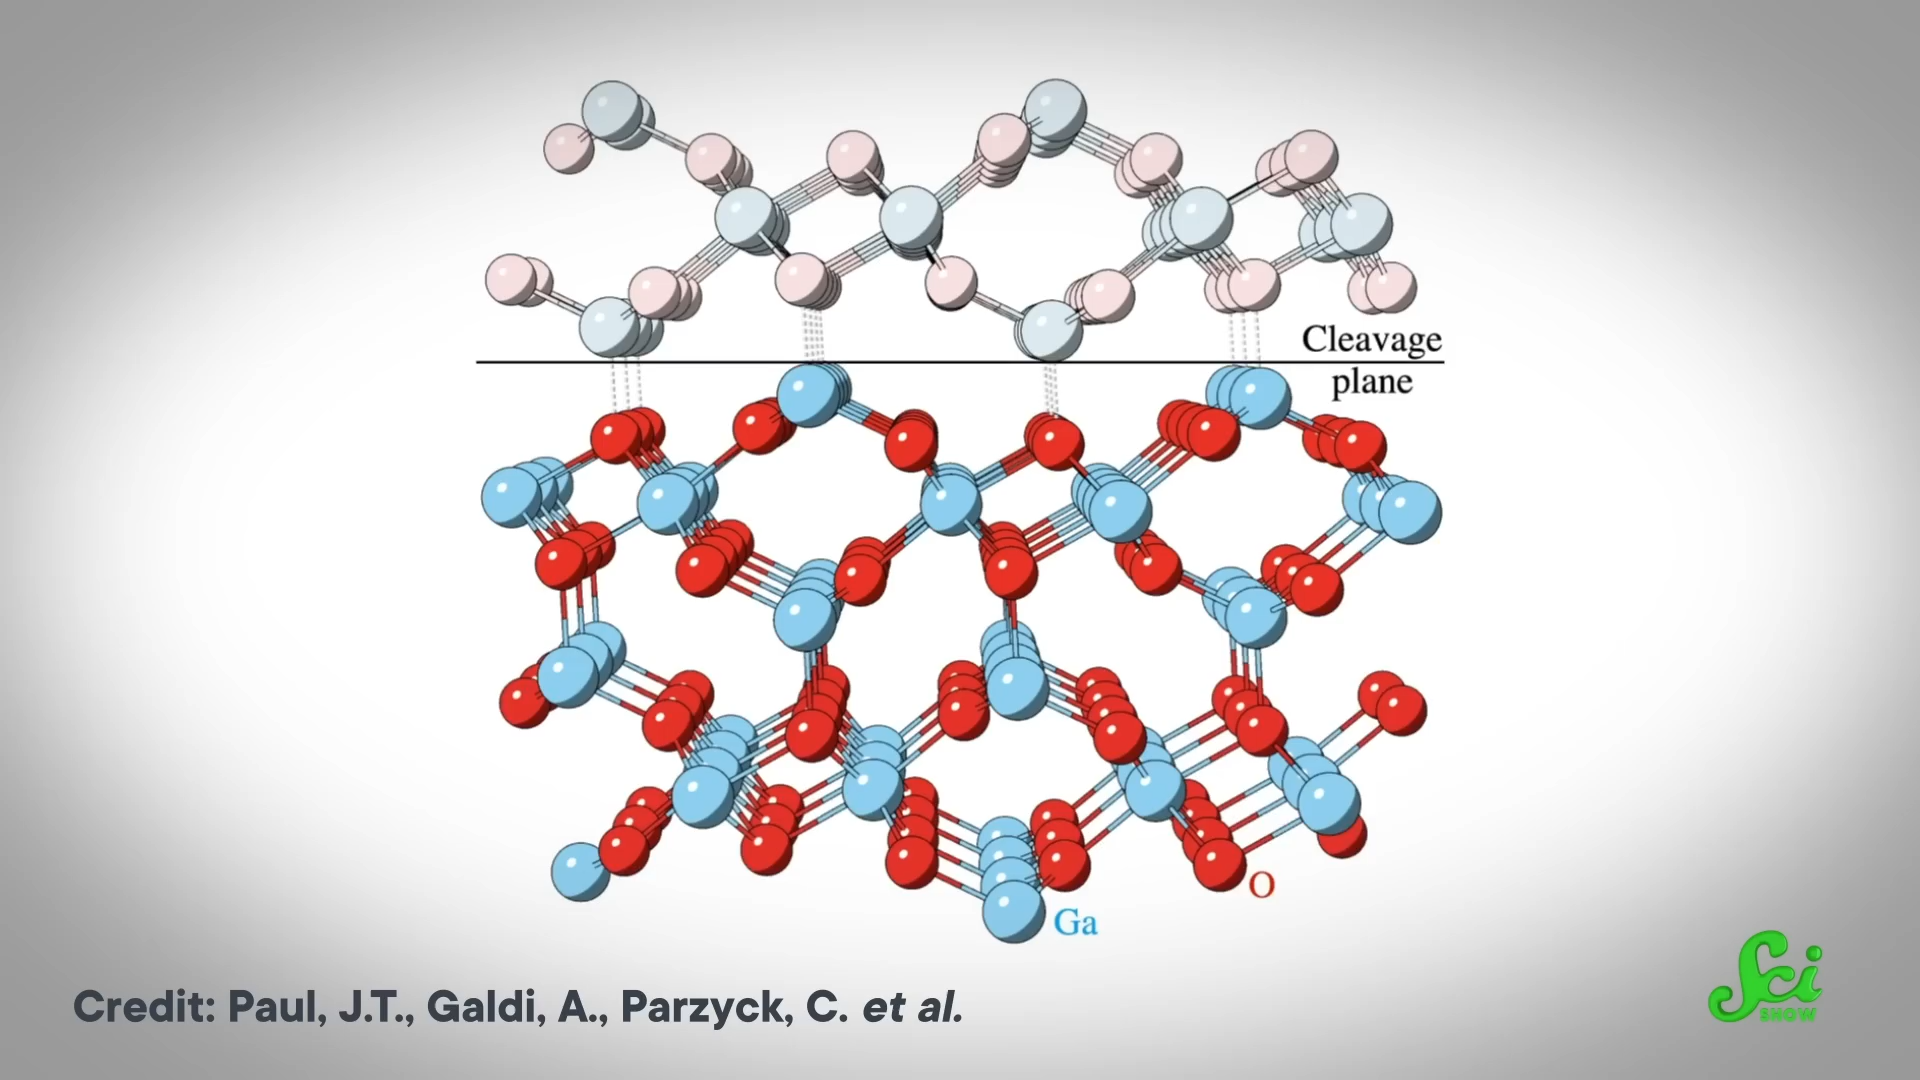 Cleavage
plane
O
Ga
Credit: Paul, J.T., Galdi, A., Parzyck, C. et al.
Sci
SHOW